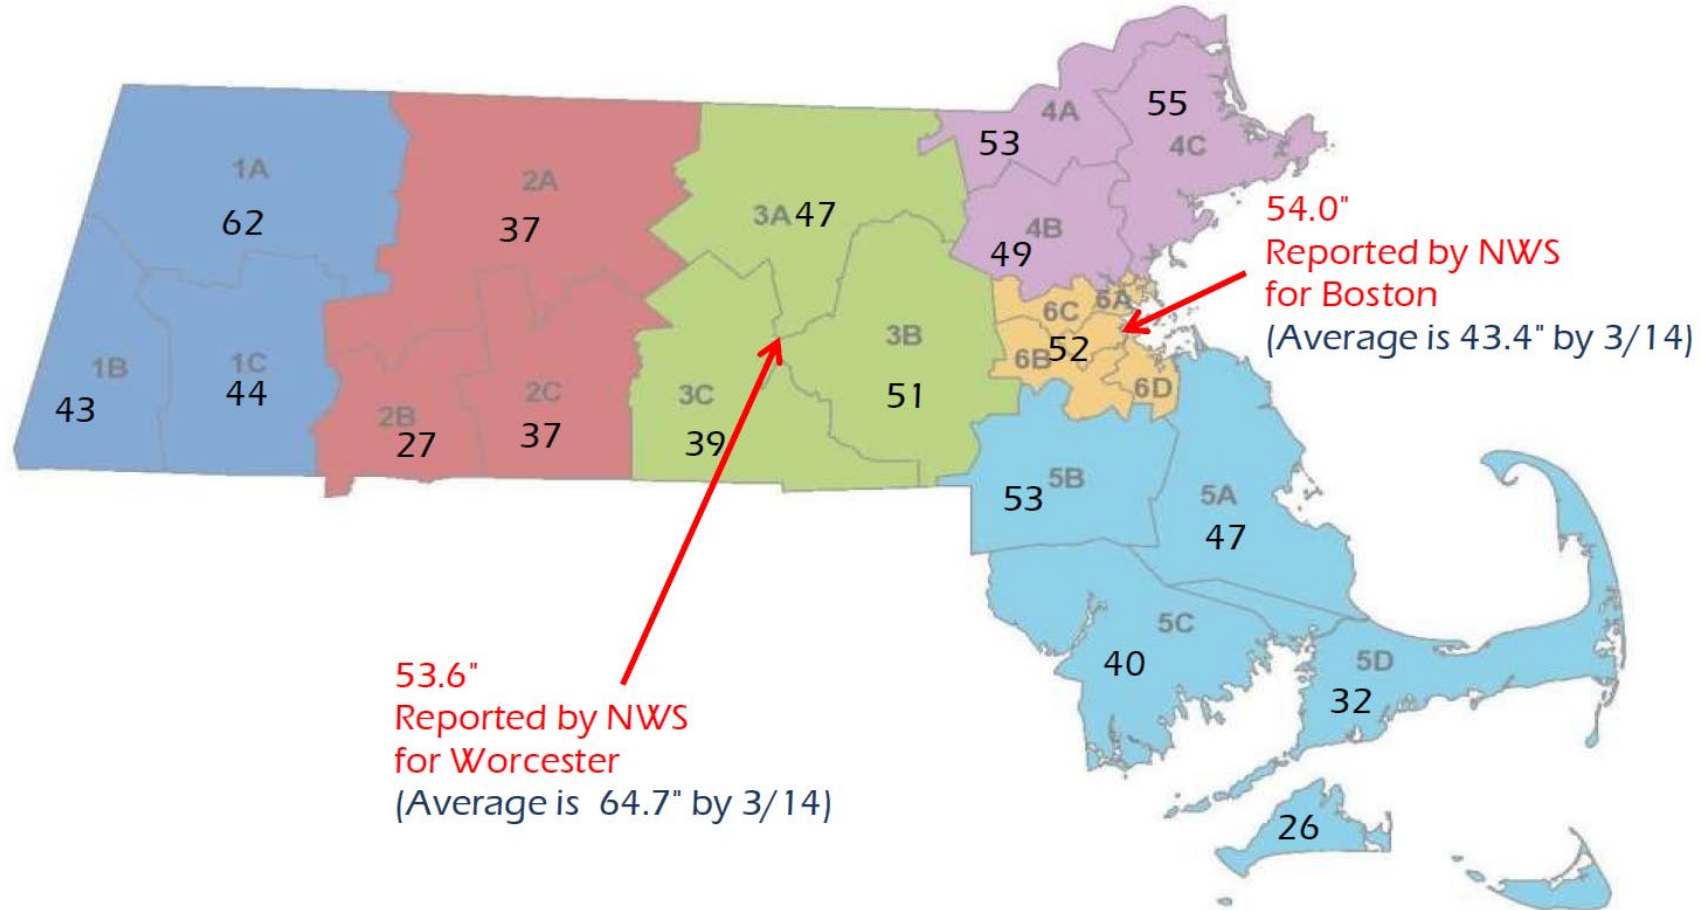 4A
55
53
4C
1A
2A
62
37
3A 47
4B
49
54.0"
Reported by NWS
for Boston
(Average is 43.4" by 3/14)
6C
6A
3B
6B
52
1B
1C
43
44
2C
3C
6D
2B
27
37
39
51
5B
53
5A
47
5C
40
5D
32
53.6"
Reported by NWS
for Worcester
(Average is 64.7" by 3/14)
26